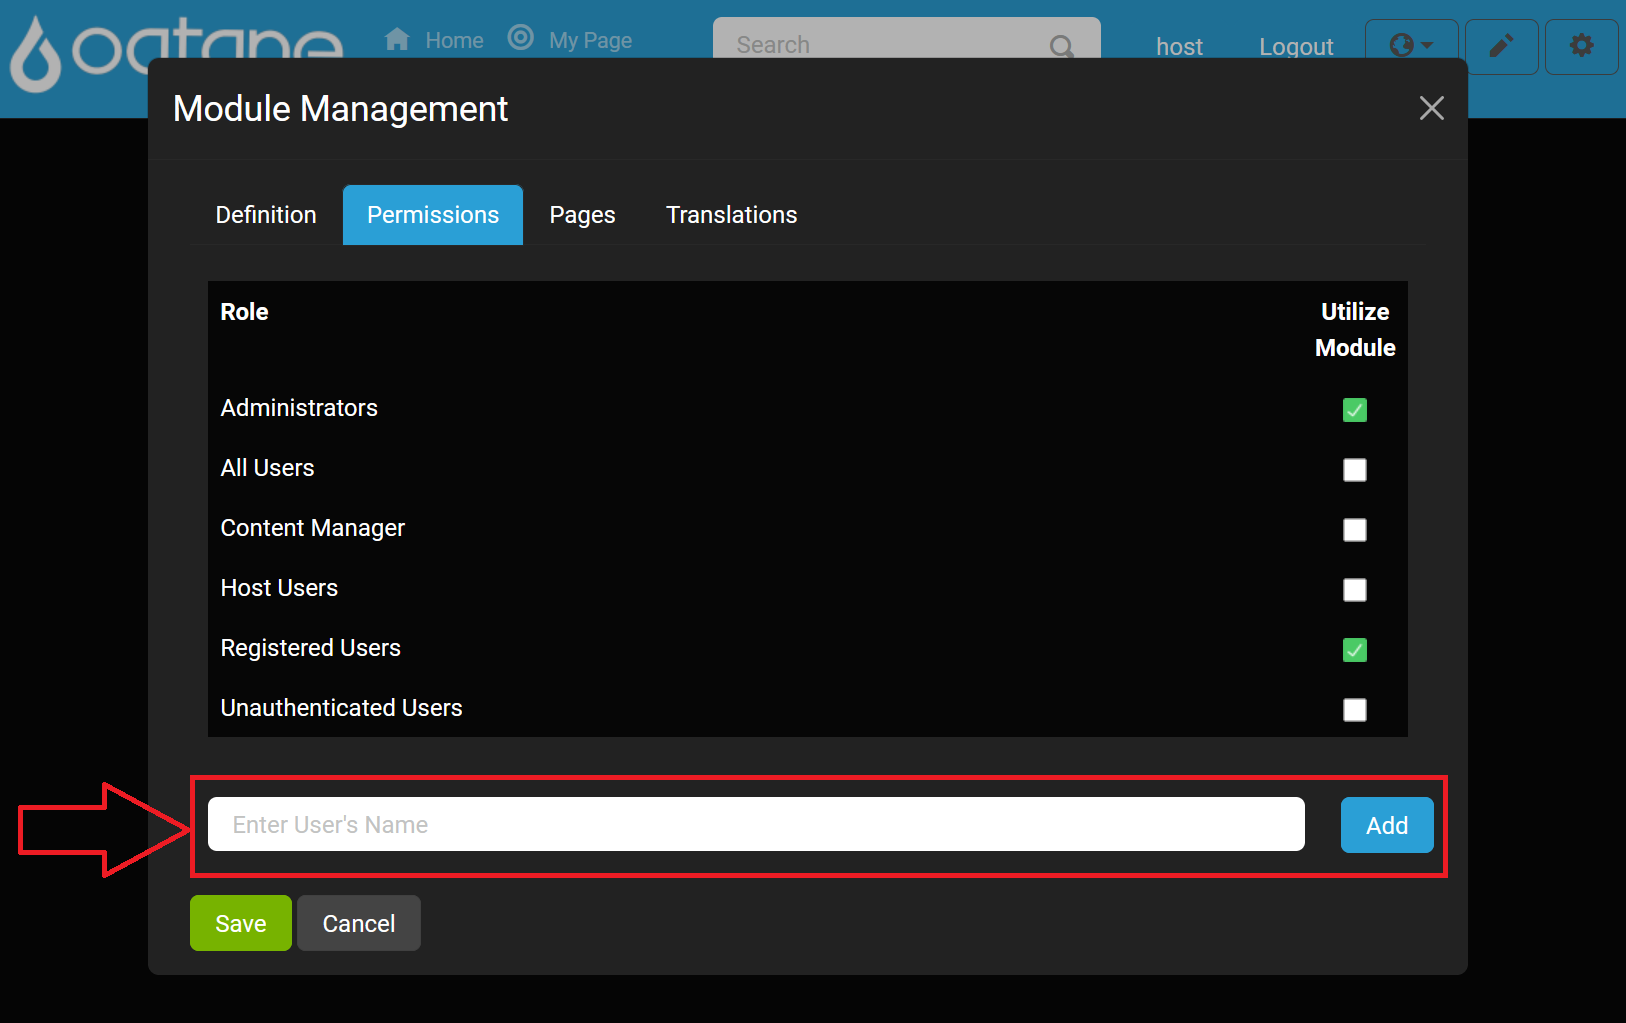 oqtane Home My Page Search host Logout
Module Management
Definition Permissions Pages Translations
Role Utilize
Module
Administrators
All Users
Content Manager
Host Users
Registered Users
Unauthenticated Users
Enter User's Name Add
Save Cancel